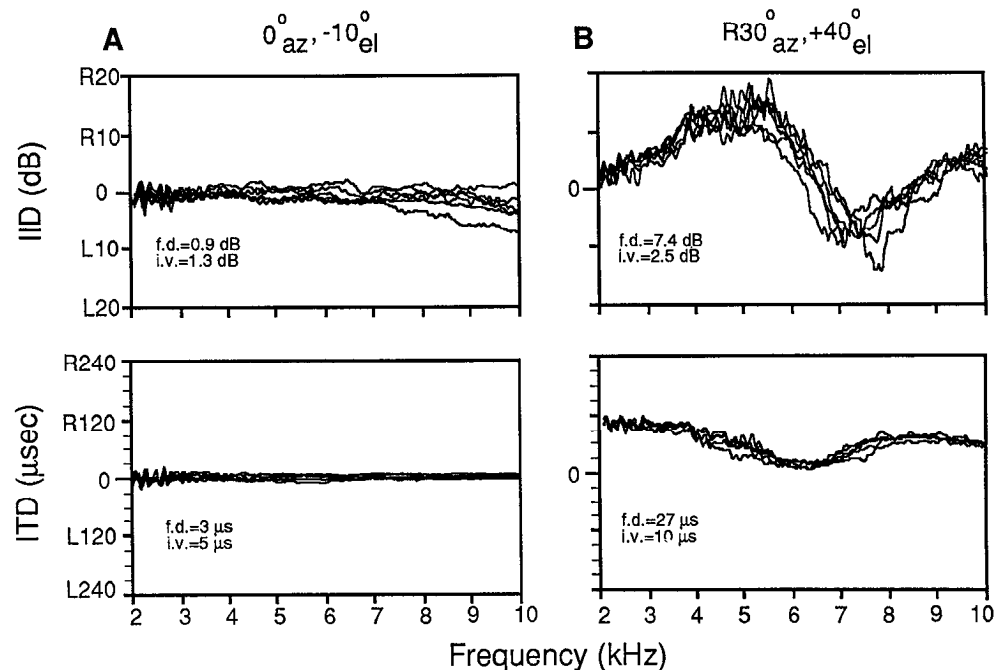 A
0°az, -10°el
B
R30°az, +40°el
R20
R10
0
L10
L20
IID (dB)
f.d.=0.9 dB
i.v.=1.3 dB
0
f.d.=7.4 dB
i.v.=2.5 dB
R240
R120
0
L120
L240
ITD (μsec)
f.d.=3 μs
i.v.=5 μs
0
f.d.=27 μs
i.v.=10 μs
2 3 4 5 6 7 8 9 10
2 3 4 5 6 7 8 9 10
Frequency (kHz)